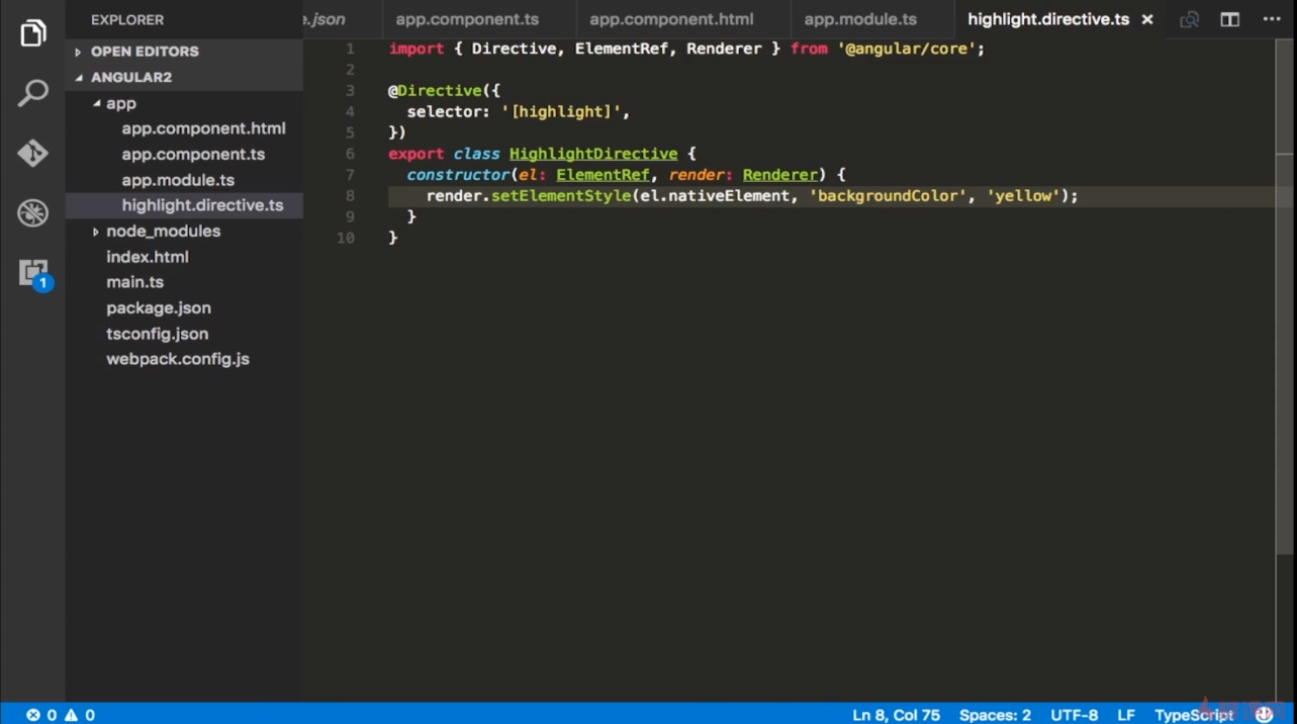 EXPLORER
OPEN EDITORS
ANGULAR2
app
app.component.html
app.component.ts
app.module.ts
highlight.directive.ts
node_modules
index.html
main.ts
package.json
tsconfig.json
webpack.config.js
1
e.json app.component.ts app.component.html app.module.ts highlight.directive.ts
1 import { Directive, ElementRef, Renderer } from '@angular/core';
2
3 @Directive({
4 selector: '[highlight]',
5 })
6 export class HighlightDirective {
7 constructor(el: ElementRef, render: Renderer) {
8 render.setElementStyle(el.nativeElement, 'backgroundColor', 'yellow');
9 }
10 }
0 0 Ln 8, Col 75 Spaces: 2 UTF-8 LF TypeScript